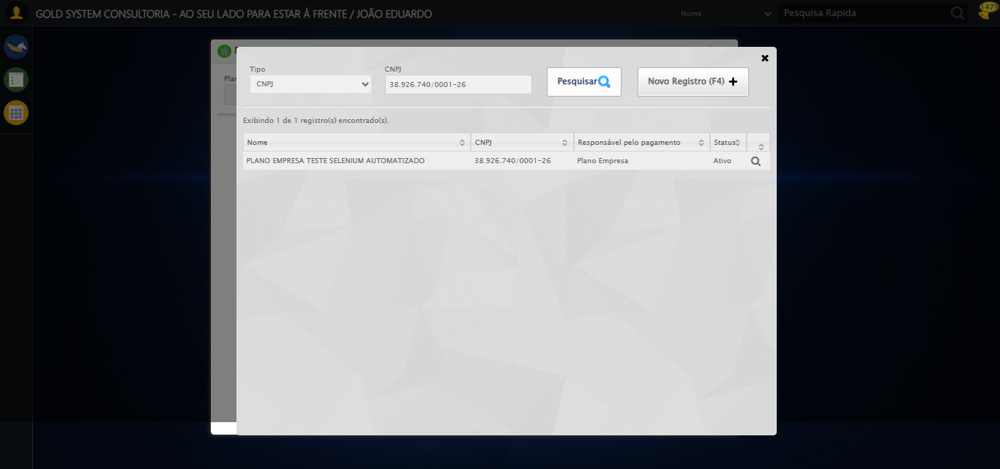 GOLD SYSTEM CONSULTORIA - AO SEU LADO PARA ESTAR À FRENTE / JOÃO EDUARDO
Nome
Pesquisa Rapida
Plan
Tipo
CNPJ
CNPJ
38.926.740/0001-26
Pesquisar
Novo Registro (F4)
Exibindo 1 de 1 registro(s) encontrado(s).
Nome CNPJ Responsável pelo pagamento Status
PLANO EMPRESA TESTE SELENIUM AUTOMATIZADO 38.926.740/0001-26 Plano Empresa Ativo